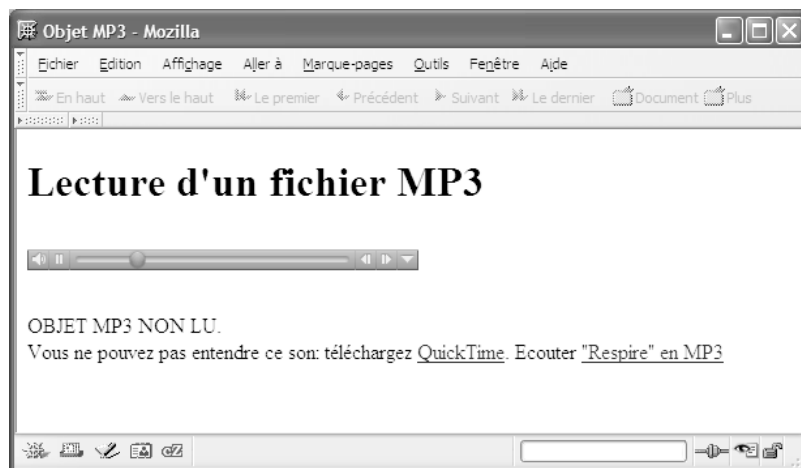 Objet MP3 - Mozilla
Fichier Edition Affichage Aller à Marque-pages Outils Fenêtre Aide
En haut Vers le haut Le premier Précédent Suivant Le dernier Document Plus
Lecture d'un fichier MP3
OBJET MP3 NON LU.
Vous ne pouvez pas entendre ce son: téléchargez QuickTime. Ecouter "Respire" en MP3